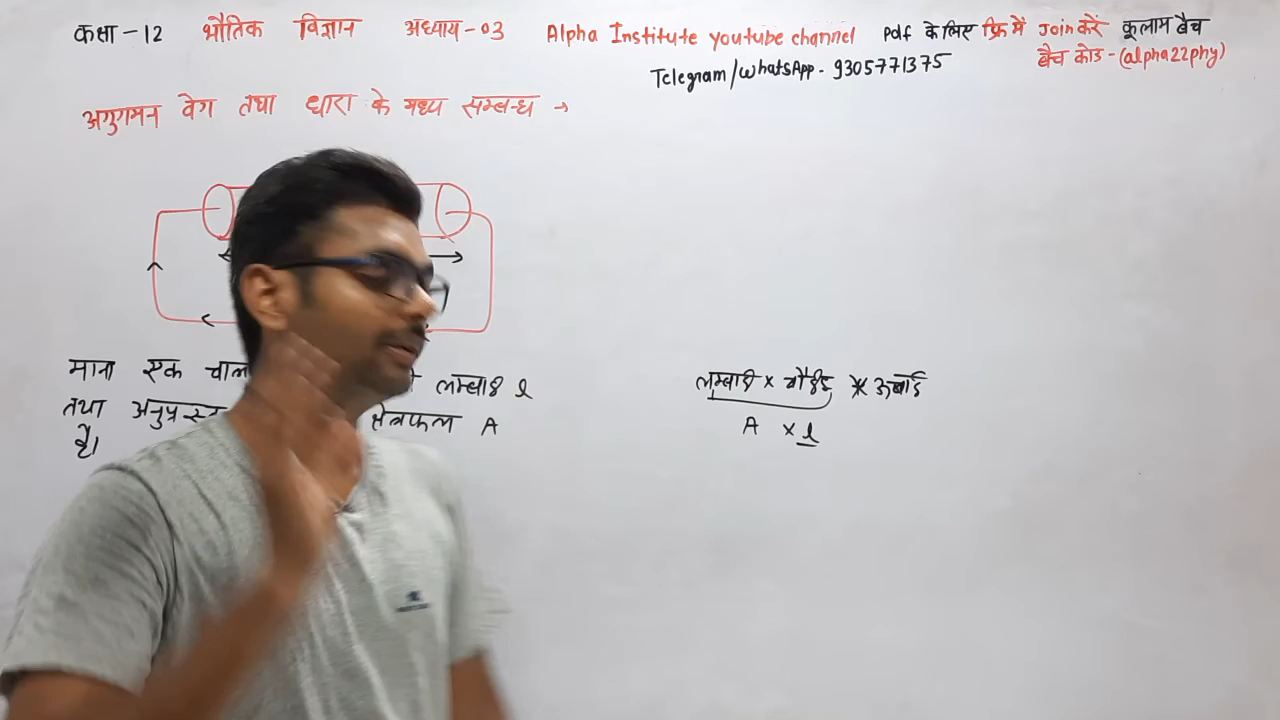 कक्षा-12 भौतिक विज्ञान अध्याय-03 Alpha Institute youtube channel Pdf के लिए फ्रि में Join करें कूलाम बैच
Telegram/WhatsApp - 9305771375 बैच कोड-(alpha22phy)
अनुगमन वेग तथा धारा के मध्य सम्बन्ध →
माना एक चाल लम्बाई l
तथा अनुप्रस्थ क्षेत्रफल A
है।
लम्बाई × चौड़ाई × ऊंचाई
A × l